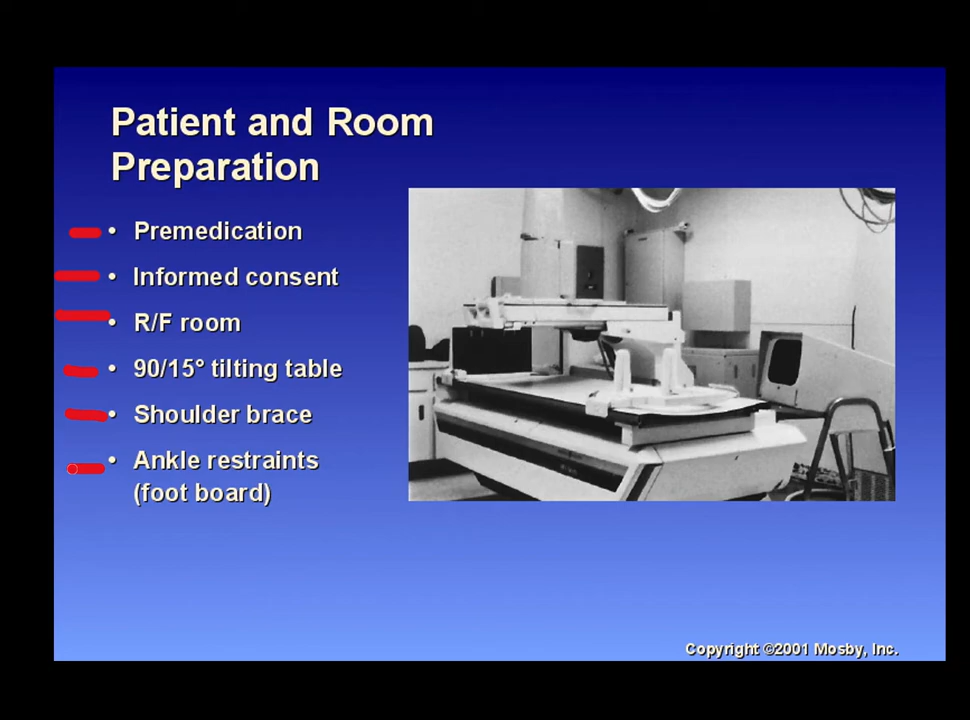 Patient and Room
Preparation
• Premedication
• Informed consent
• R/F room
• 90/15° tilting table
• Shoulder brace
• Ankle restraints
(foot board)
Copyright ©2001 Mosby, Inc.